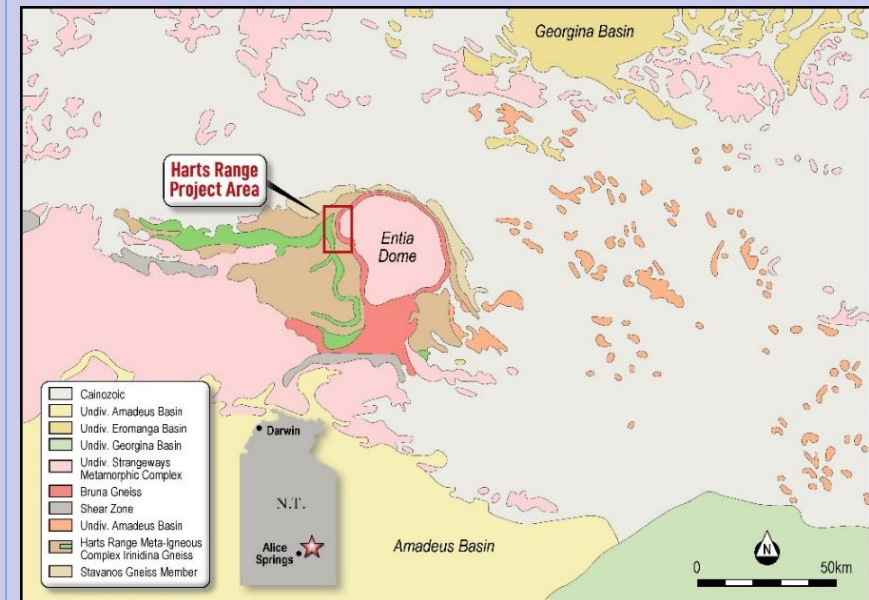 Georgina Basin
Harts Range
Project Area
Entia
Dome
Cainozoic
Undiv. Amadeus Basin
Undiv. Eromanga Basin
Undiv. Georgina Basin
Undiv. Strangeways
Metamorphic Complex
Bruna Gneiss
Shear Zone
Undiv. Amadeus Basin
Harts Range Meta-Igneous
Complex Irinidina Gneiss
Stavanos Gneiss Member
Darwin
N.T.
Alice
Springs
Amadeus Basin
N
0 50km